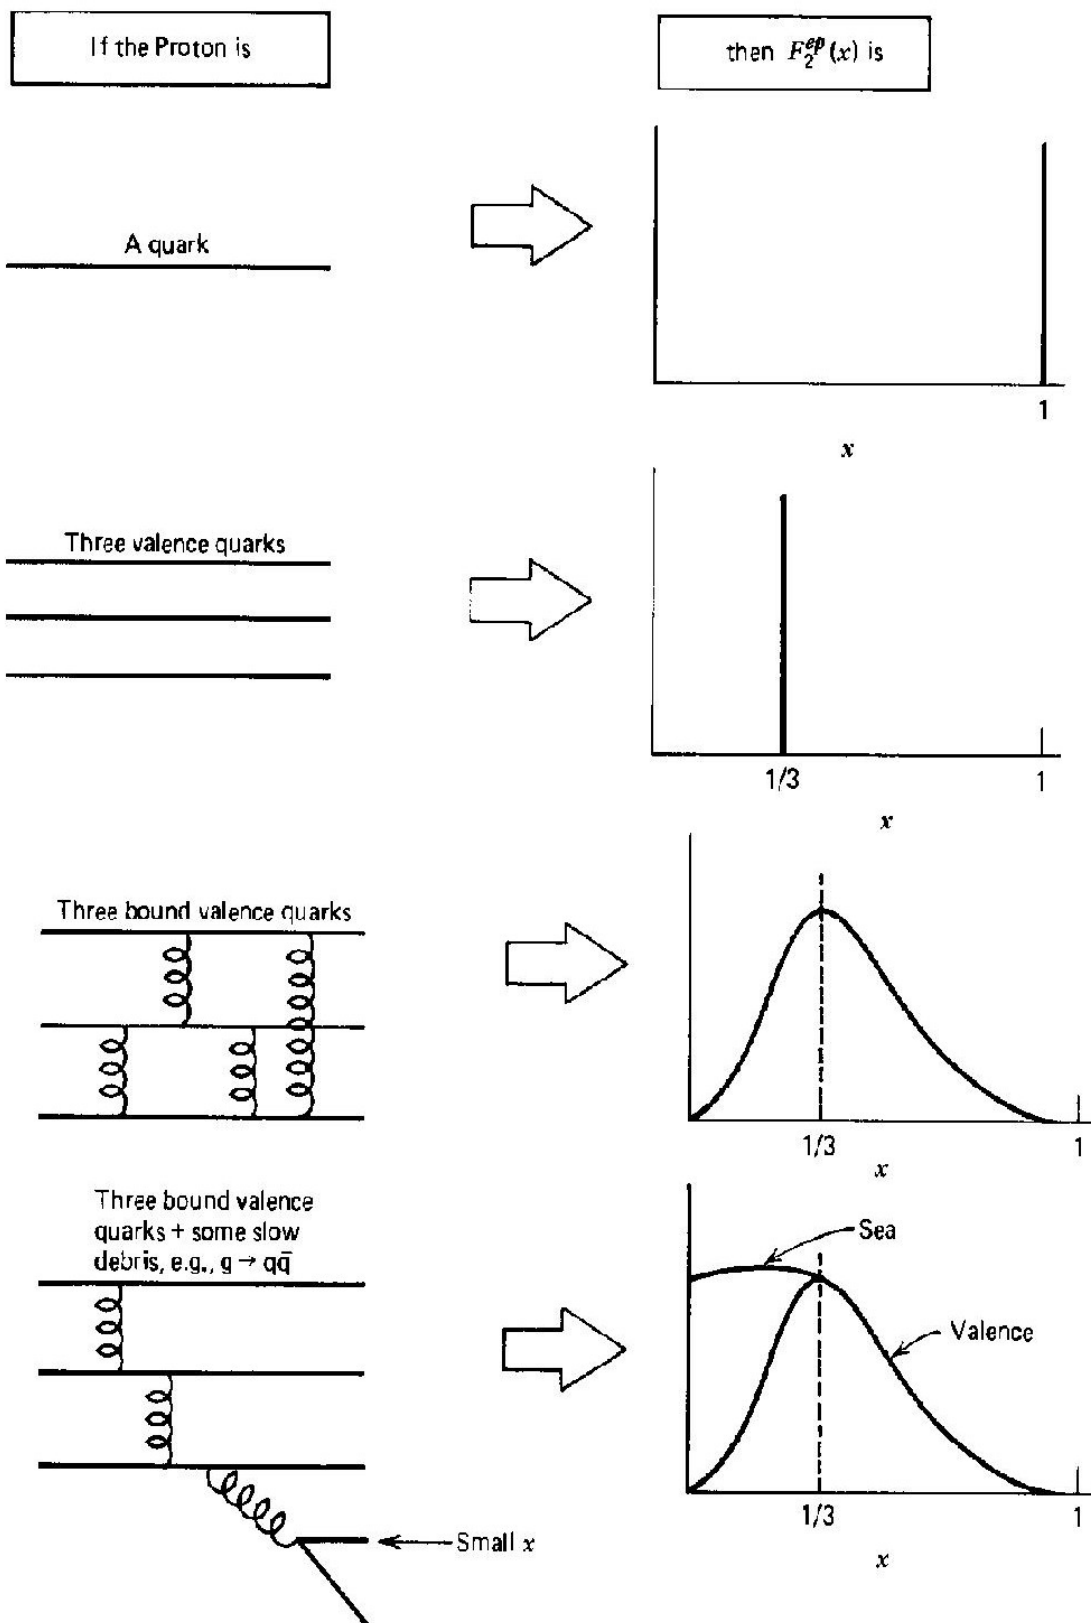 If the Proton is
then F₂ᵉᵖ(x) is
A quark
1
x
Three valence quarks
1/3
1
x
Three bound valence quarks
1/3
1
x
Three bound valence
quarks + some slow
debris, e.g., g → qq̄
Sea
Valence
1/3
1
Small x
x